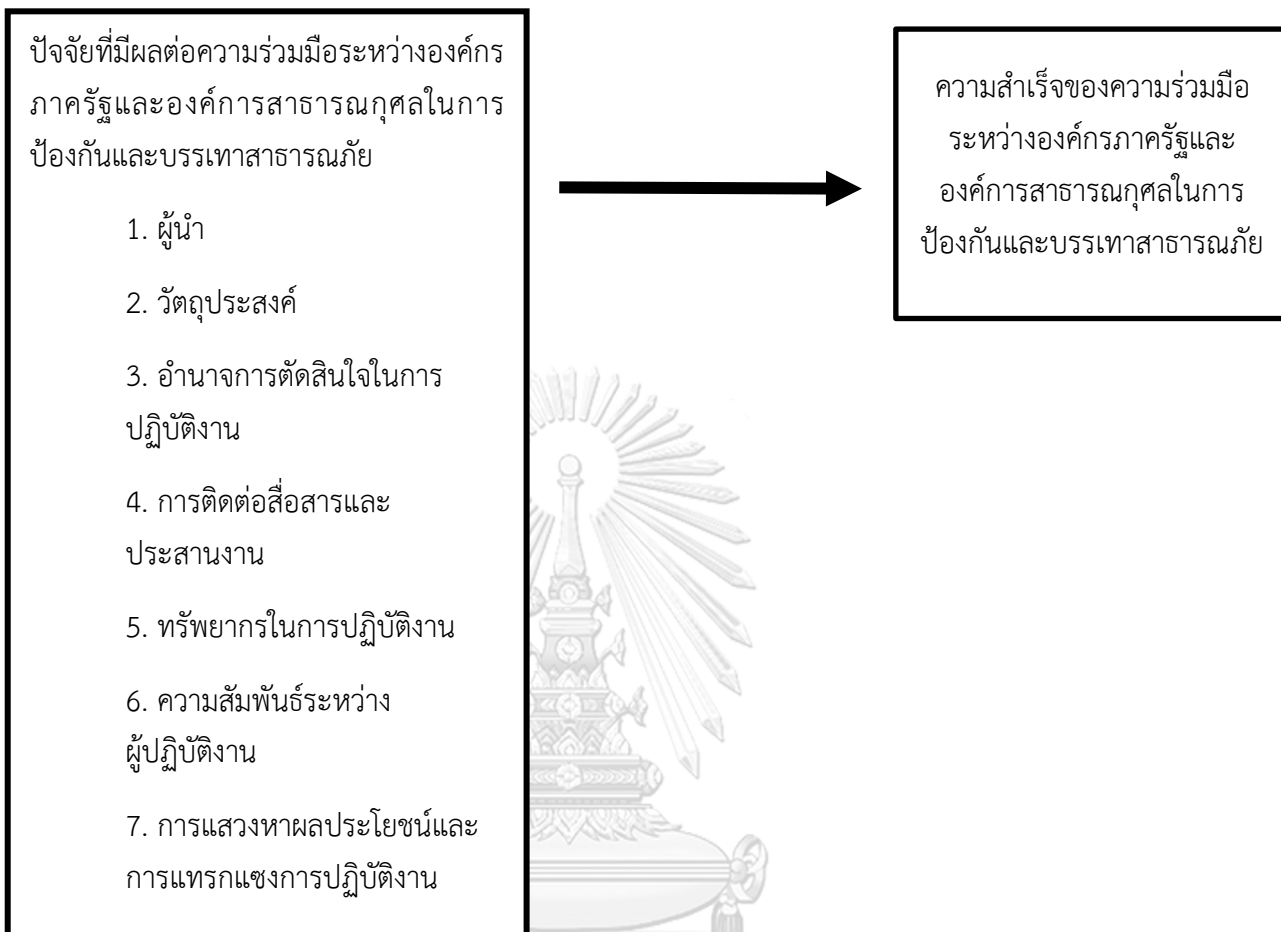 ปัจจัยที่มีผลต่อความร่วมมือระหว่างองค์กร
ภาครัฐและองค์การสาธารณกุศลในการ
ป้องกันและบรรเทาสาธารณภัย
1. ผู้นำ
2. วัตถุประสงค์
3. อำนาจการตัดสินใจในการ
ปฏิบัติงาน
4. การติดต่อสื่อสารและ
ประสานงาน
5. ทรัพยากรในการปฏิบัติงาน
6. ความสัมพันธ์ระหว่าง
ผู้ปฏิบัติงาน
7. การแสวงหาผลประโยชน์และ
การแทรกแซงการปฏิบัติงาน
ความสำเร็จของความร่วมมือ
ระหว่างองค์กรภาครัฐและ
องค์การสาธารณกุศลในการ
ป้องกันและบรรเทาสาธารณภัย